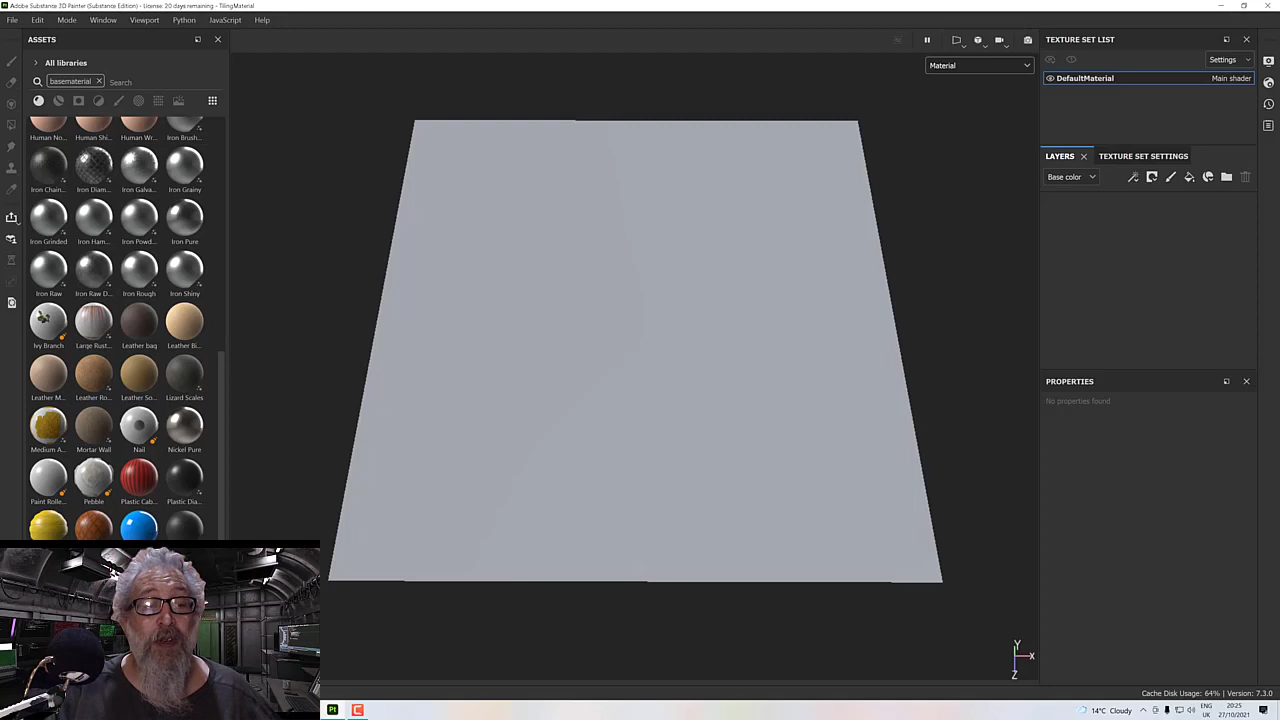 Adobe Substance 3D Painter (Substance Edition) - License: 20 days remaining - TilingMaterial
File Edit Mode Window Viewport Python JavaScript Help
ASSETS
All libraries
basematerial Search
Human No... Human Shi... Human Wr... Iron Brush...
Iron Chain... Iron Diam... Iron Galva... Iron Grainy
Iron Grinded Iron Ham... Iron Powd... Iron Pure
Iron Raw Iron Raw D... Iron Rough Iron Shiny
Ivy Branch Large Rust... Leather bag Leather Bi...
Leather M... Leather Ro... Leather So... Lizard Scales
Medium A... Mortar Wall Nail Nickel Pure
Paint Rolle... Pebble Plastic Cab... Plastic Dia...
Material
Y
X
Z
TEXTURE SET LIST
Settings
DefaultMaterial Main shader
LAYERS TEXTURE SET SETTINGS
Base color
PROPERTIES
No properties found
Cache Disk Usage: 64% | Version: 7.3.0
Pt C 14°C Cloudy
ENG
UK
20:25
27/10/2021